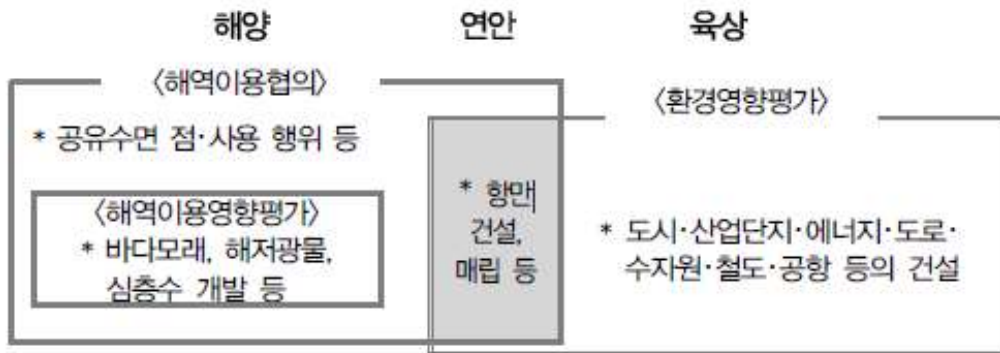 해양 연안 육상
〈해역이용협의〉
* 공유수면 점·사용 행위 등
〈해역이용영향평가〉
* 바다모래, 해저광물,
심층수 개발 등
* 항만
건설,
매립 등
〈환경영향평가〉
* 도시·산업단지·에너지·도로·
수자원·철도·공항 등의 건설